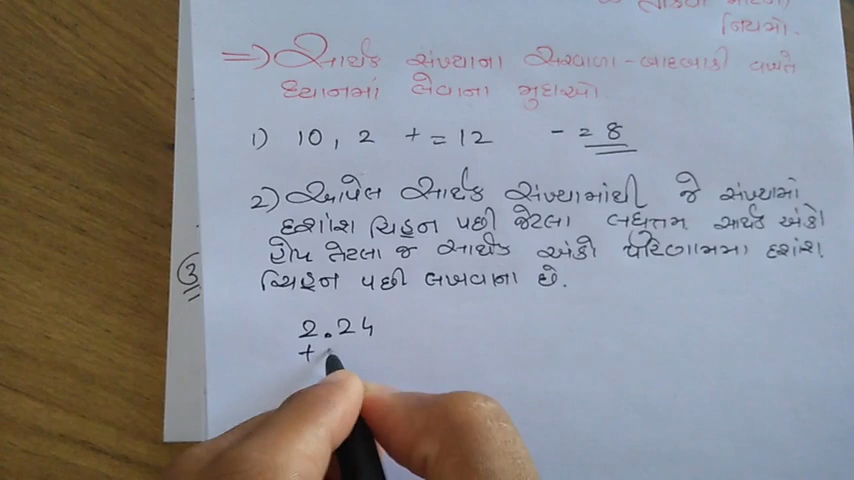 નિયમો.
⇒) સાર્થક સંખ્યાના સરવાળા - બાદબાકી વખતે
ધ્યાનમાં લેવાના મુદ્દાઓ
1) 10, 2 + = 12 - = 8
2) આપેલ સાર્થક સંખ્યામાંથી જે સંખ્યામાં
દશાંશ ચિહ્ન પછી જેટલા લઘુત્તમ સાર્થક અંકો
હોય તેટલા જ સાર્થક અંકો પરિણામમાં દશાંશ
ચિહ્ન પછી લખવાના છે.
3
2.24
+